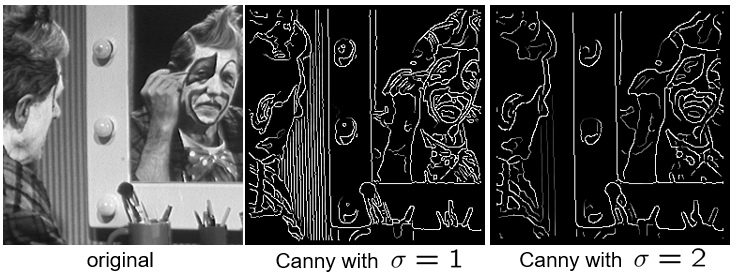 original
Canny with σ = 1
Canny with σ = 2